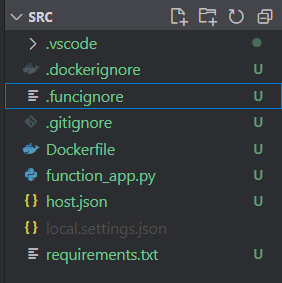 SRC
.vscode
.dockerignore U
.funcignore U
.gitignore U
Dockerfile U
function_app.py U
{} host.json U
{} local.settings.json
requirements.txt U